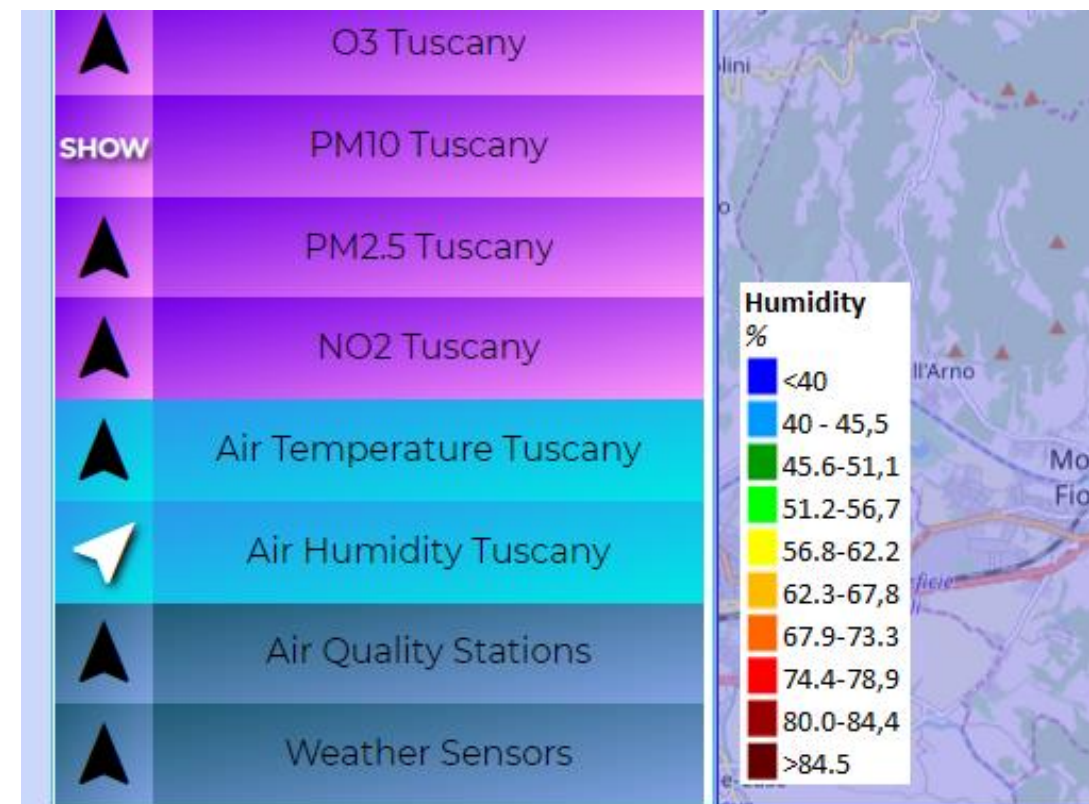 O3 Tuscany
SHOW
PM10 Tuscany
PM2.5 Tuscany
NO2 Tuscany
Air Temperature Tuscany
Air Humidity Tuscany
Air Quality Stations
Weather Sensors
lini
Humidity
%
<40
40 - 45,5
45.6-51,1
51.2-56,7
56.8-62.2
62.3-67,8
67.9-73.3
74.4-78,9
80.0-84,4
>84.5
ll'Arno
Mo
Fio